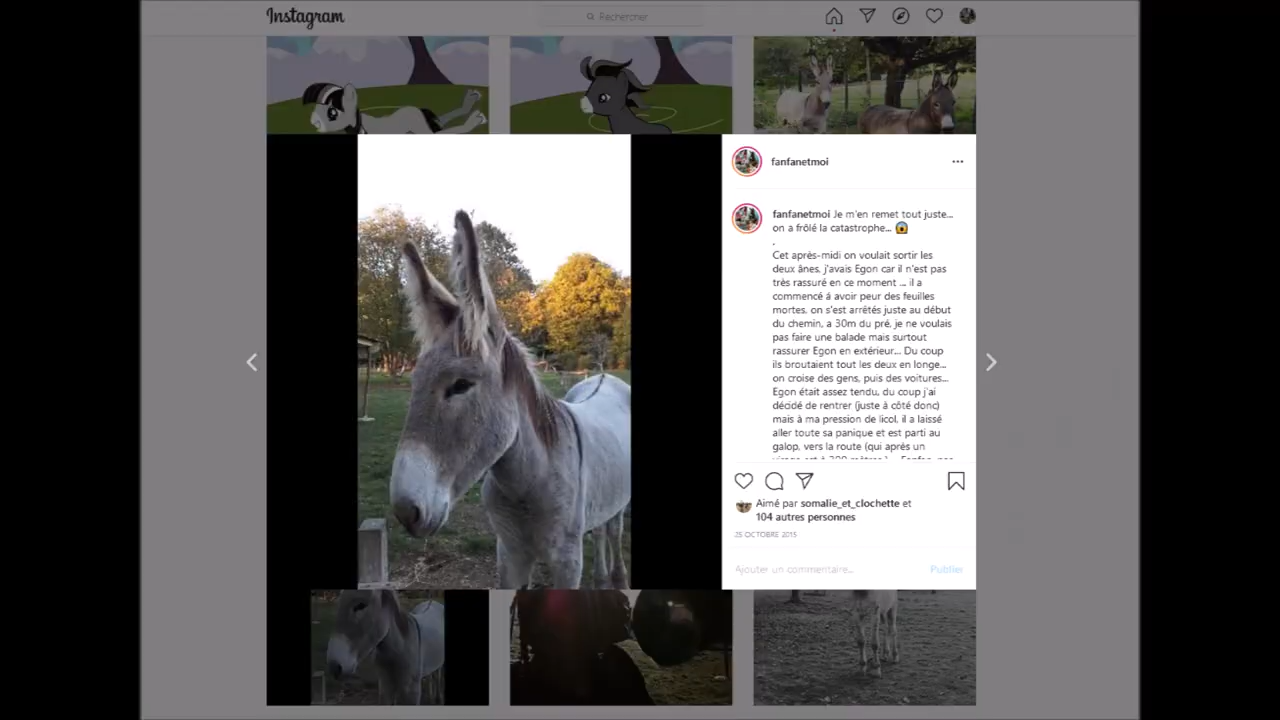 Instagram
Rechercher
fanfanetmoi
fanfanetmoi Je m'en remet tout juste...
on a frôlé la catastrophe... 😱
.
Cet après-midi on voulait sortir les
deux ânes, j'avais Egon car il n'est pas
très rassuré en ce moment ... il a
commencé á avoir peur des feuilles
mortes, on s'est arrétés juste au début
du chemin, a 30m du pré, je ne voulais
pas faire une balade mais surtout
rassurer Egon en extérieur... Du coup
ils broutaient tout les deux en longe...
on croise des gens, puis des voitures...
Egon était assez tendu, du coup j'ai
décidé de rentrer (juste à côté donc)
mais à ma pression de licol, il a laissé
aller toute sa panique et est parti au
galop, vers la route (qui après un
Aimé par somalie_et_clochette et
104 autres personnes
25 OCTOBRE 2015
Ajouter un commentaire...
Publier